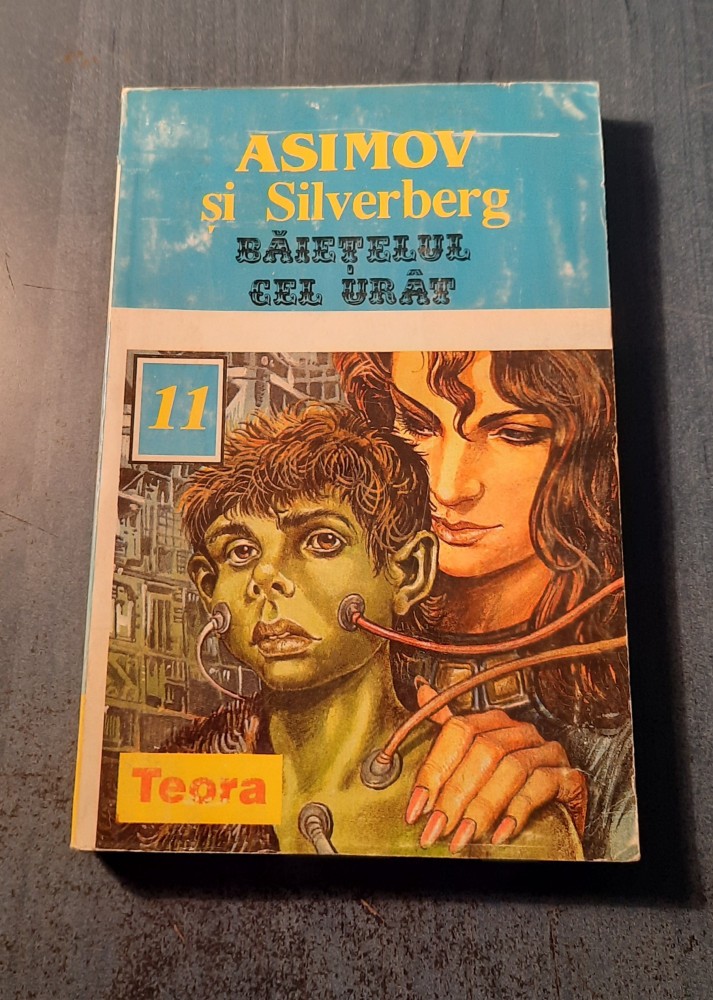 ASIMOV
și Silverberg
BĂIEȚELUL
CEL URÂT
11
Teora